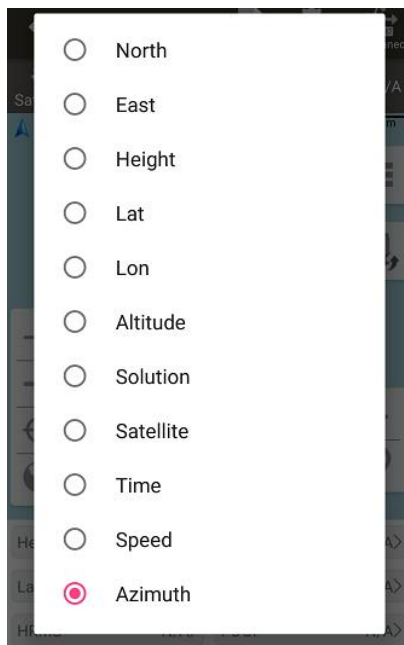 North
East
Height
Lat
Lon
Altitude
Solution
Satellite
Time
Speed
Azimuth